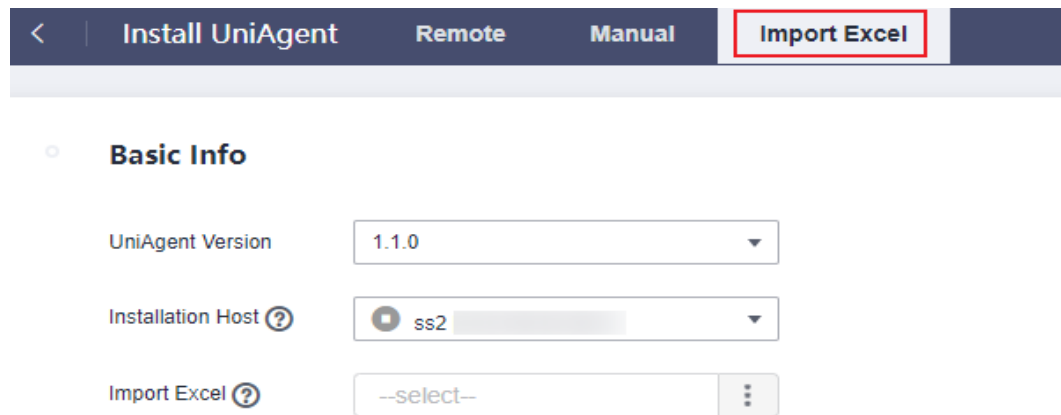 Install UniAgent Remote Manual Import Excel
Basic Info
UniAgent Version 1.1.0
Installation Host ? ss2
Import Excel ? --select--